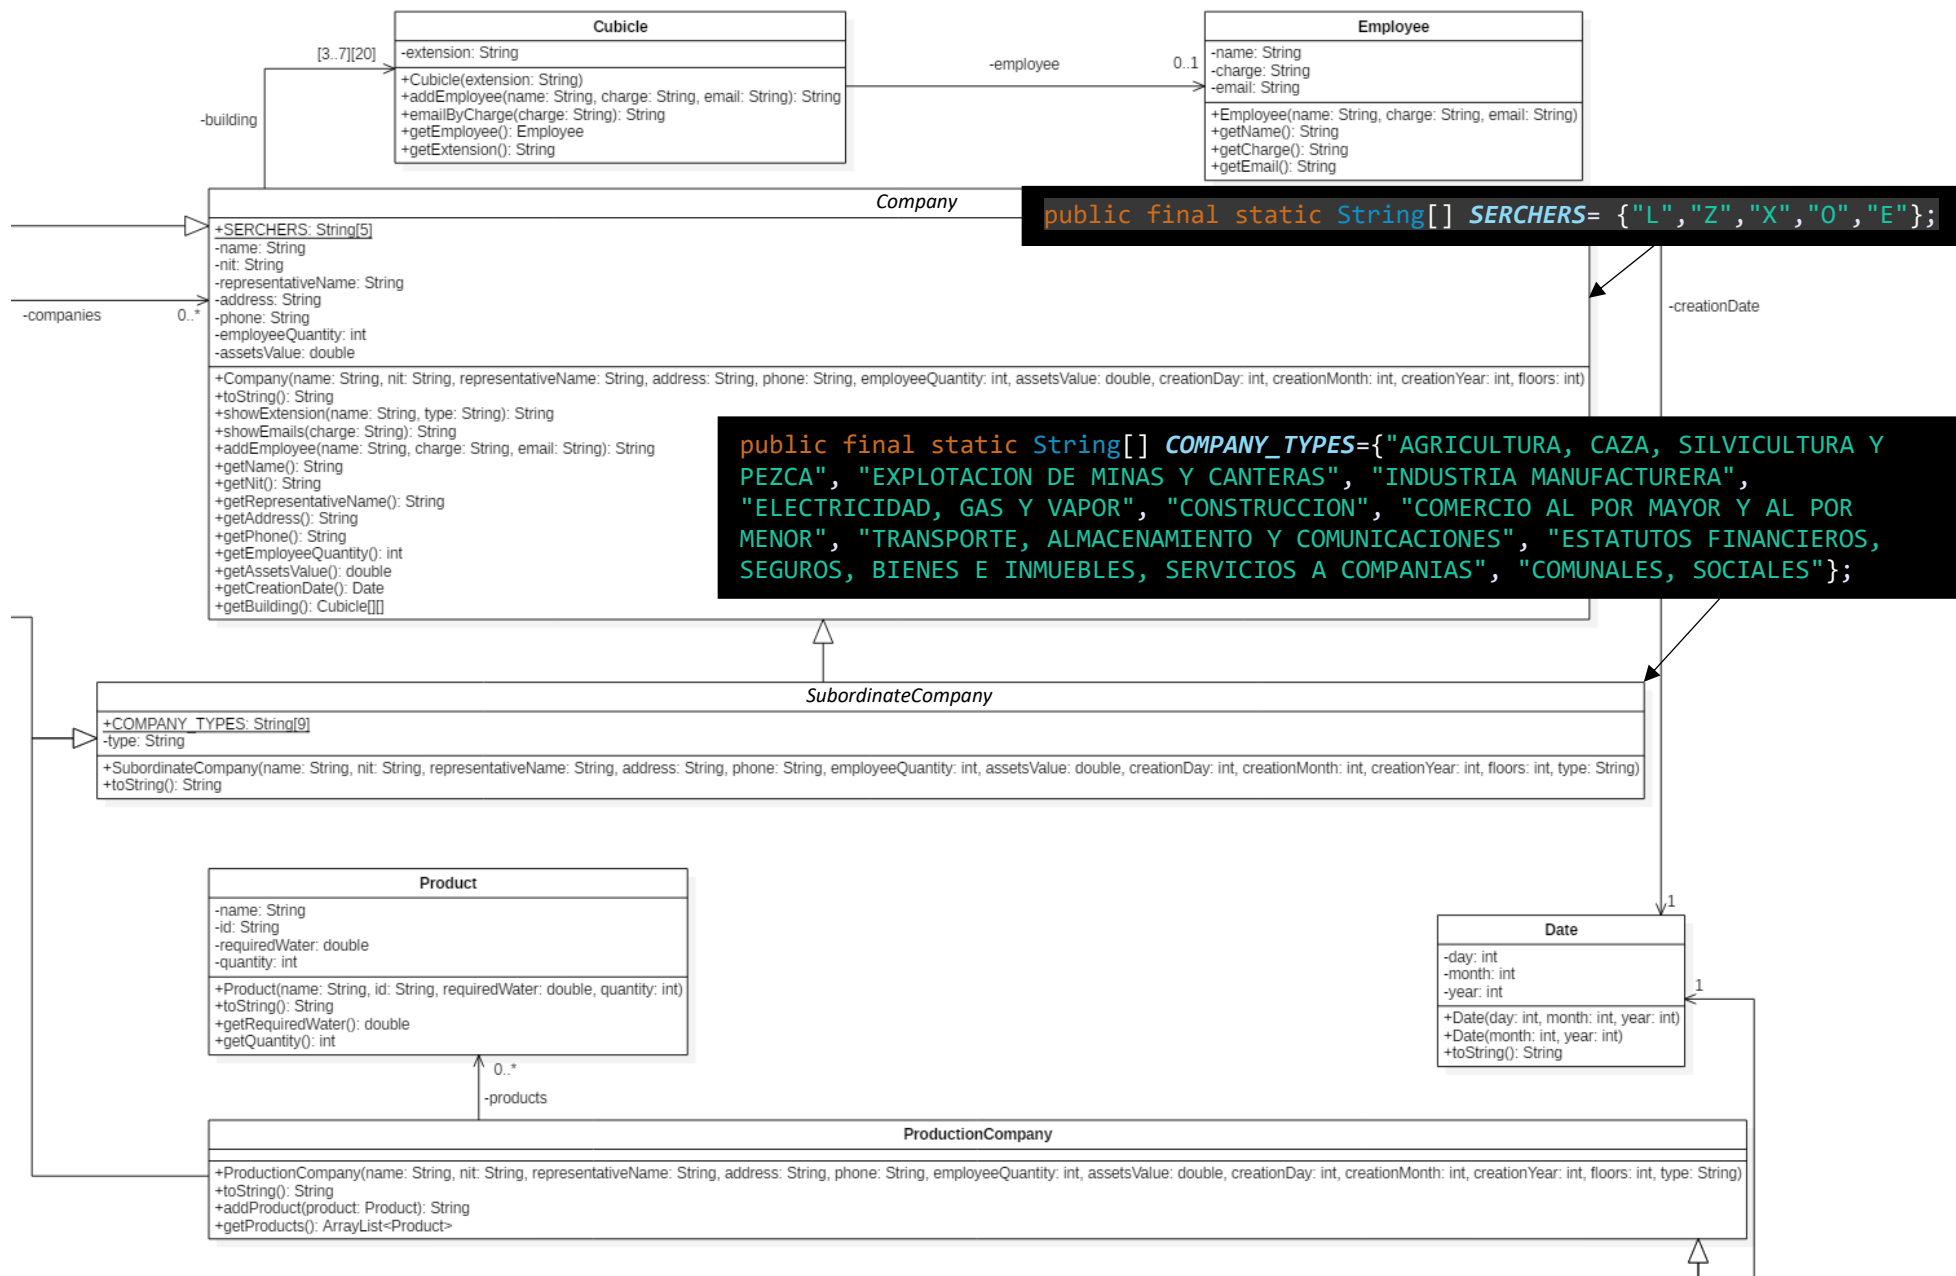 Cubicle
-extension: String
+Cubicle(extension: String)
+addEmployee(name: String, charge: String, email: String): String
+emailByCharge(charge: String): String
+getEmployee(): Employee
+getExtension(): String
[3..7][20]
-building
-employee
0..1
Employee
-name: String
-charge: String
-email: String
+Employee(name: String, charge: String, email: String)
+getName(): String
+getCharge(): String
+getEmail(): String
Company
public final static String[] SERCHERS= {"L","Z","X","O","E"};
+SERCHERS: String[5]
-name: String
-nit: String
-representativeName: String
-address: String
-phone: String
-employeeQuantity: int
-assetsValue: double
-companies
0..*
-creationDate
+Company(name: String, nit: String, representativeName: String, address: String, phone: String, employeeQuantity: int, assetsValue: double, creationDay: int, creationMonth: int, creationYear: int, floors: int)
+toString(): String
+showExtension(name: String, type: String): String
+showEmails(charge: String): String
+addEmployee(name: String, charge: String, email: String): String
+getName(): String
+getNit(): String
+getRepresentativeName(): String
+getAddress(): String
+getPhone(): String
+getEmployeeQuantity(): int
+getAssetsValue(): double
+getCreationDate(): Date
+getBuilding(): Cubicle[][]
public final static String[] COMPANY_TYPES={"AGRICULTURA, CAZA, SILVICULTURA Y
PEZCA", "EXPLOTACION DE MINAS Y CANTERAS", "INDUSTRIA MANUFACTURERA",
"ELECTRICIDAD, GAS Y VAPOR", "CONSTRUCCION", "COMERCIO AL POR MAYOR Y AL POR
MENOR", "TRANSPORTE, ALMACENAMIENTO Y COMUNICACIONES", "ESTATUTOS FINANCIEROS,
SEGUROS, BIENES E INMUEBLES, SERVICIOS A COMPANIAS", "COMUNALES, SOCIALES"};
SubordinateCompany
+COMPANY_TYPES: String[9]
-type: String
+SubordinateCompany(name: String, nit: String, representativeName: String, address: String, phone: String, employeeQuantity: int, assetsValue: double, creationDay: int, creationMonth: int, creationYear: int, floors: int, type: String)
+toString(): String
Product
-name: String
-id: String
-requiredWater: double
-quantity: int
+Product(name: String, id: String, requiredWater: double, quantity: int)
+toString(): String
+getRequiredWater(): double
+getQuantity(): int
0..*
-products
1
Date
-day: int
-month: int
-year: int
+Date(day: int, month: int, year: int)
+Date(month: int, year: int)
+toString(): String
1
ProductionCompany
+ProductionCompany(name: String, nit: String, representativeName: String, address: String, phone: String, employeeQuantity: int, assetsValue: double, creationDay: int, creationMonth: int, creationYear: int, floors: int, type: String)
+toString(): String
+addProduct(product: Product): String
+getProducts(): ArrayList<Product>